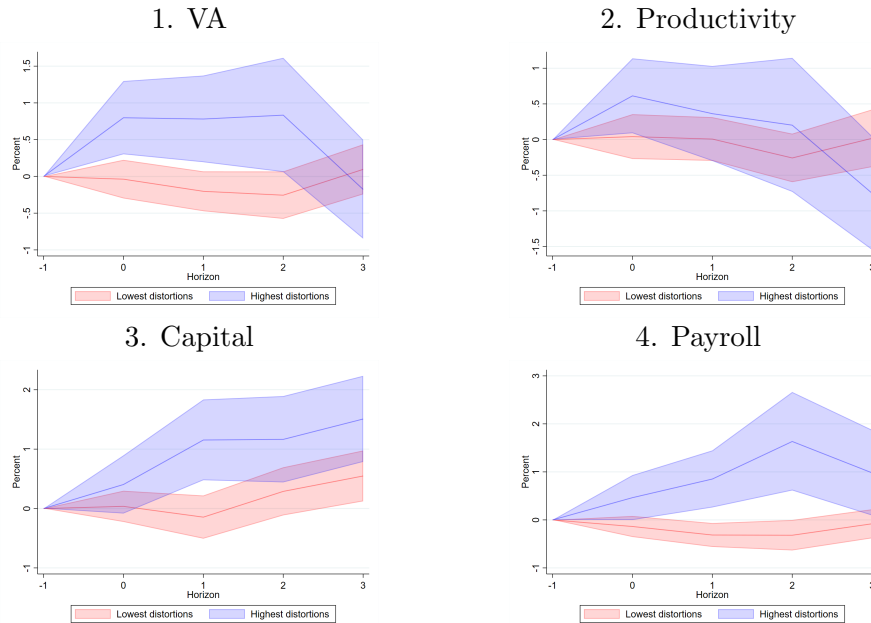 1. VA
Percent
1.5
1
.5
0
-.5
-1
-1 0 1 2 3
Horizon
Lowest distortions Highest distortions
2. Productivity
Percent
1
.5
0
-.5
-1
-1.5
-1 0 1 2 3
Horizon
Lowest distortions Highest distortions
3. Capital
Percent
2
1
0
-1
-1 0 1 2 3
Horizon
Lowest distortions Highest distortions
4. Payroll
Percent
3
2
1
0
-1
-1 0 1 2 3
Horizon
Lowest distortions Highest distortions